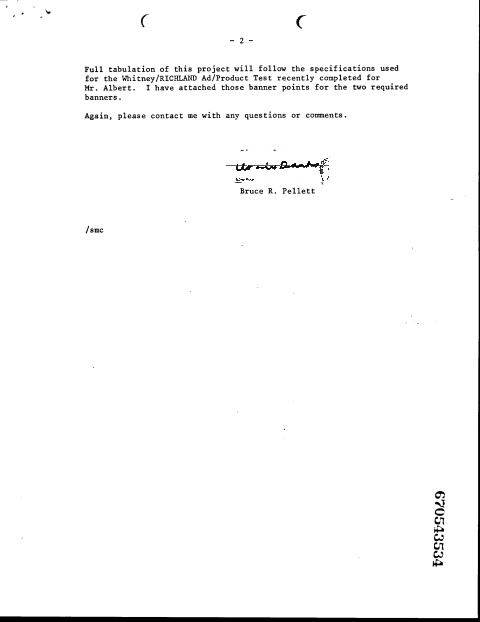 - 2 -
Full tabulation of this project will follow the specifications used
for the Whitney/RICHLAND Ad/Product Test recently completed for
Mr. Albert.  I have attached those banner points for the two required
banners.
Again, please contact me with any questions or comments.
Bruce R. Pellett
/smc
670543534